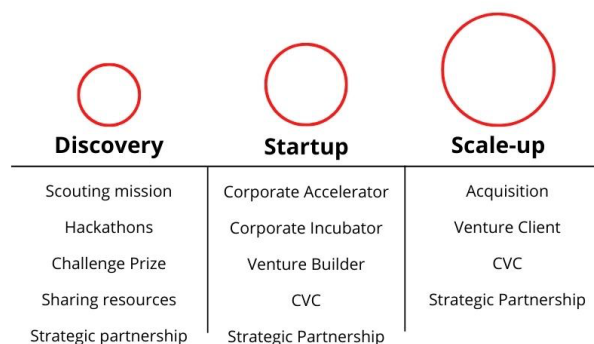 Discovery
Scouting mission
Hackathons
Challenge Prize
Sharing resources
Strategic partnership
Startup
Corporate Accelerator
Corporate Incubator
Venture Builder
CVC
Strategic Partnership
Scale-up
Acquisition
Venture Client
CVC
Strategic Partnership